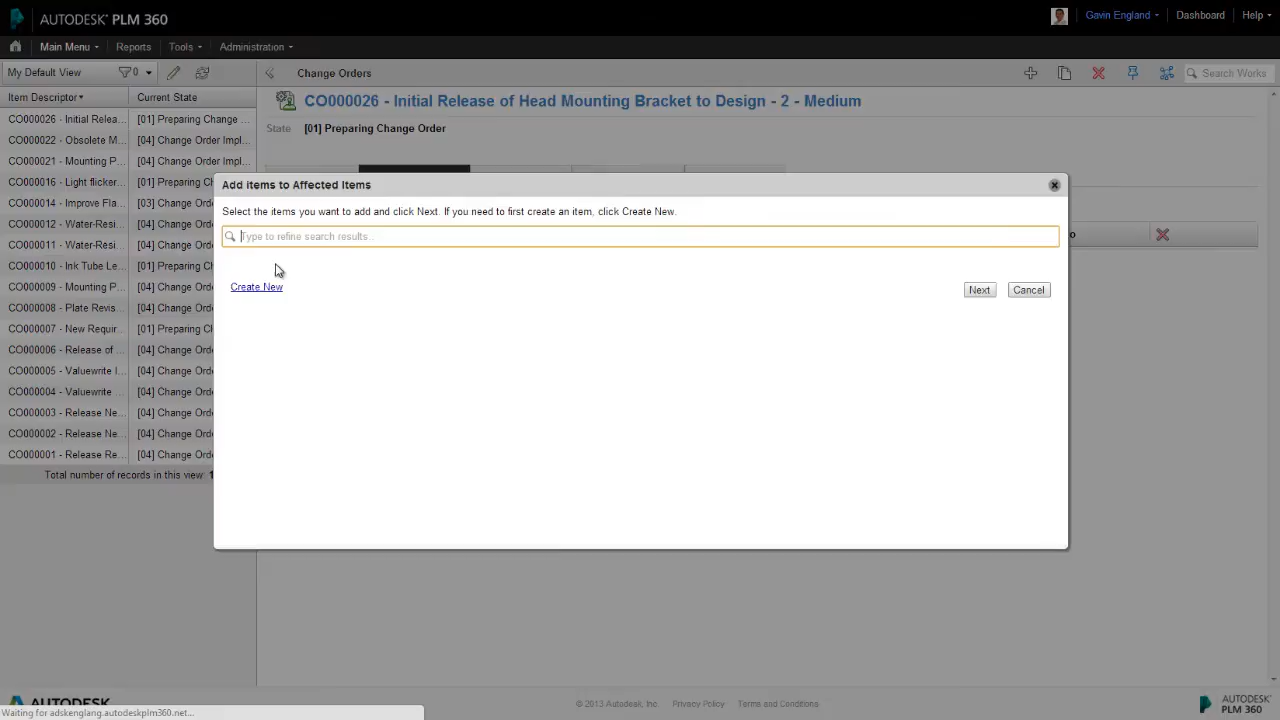 AUTODESK® PLM 360
Gavin England
Dashboard
Help
Main Menu
Reports
Tools
Administration
My Default View
0
Change Orders
Search Works
Item Descriptor
Current State
CO000026 - Initial Release of Head Mounting Bracket to Design - 2 - Medium
State
[01] Preparing Change Order
CO000026 - Initial Relea... [01] Preparing Change ...
CO000022 - Obsolete M... [04] Change Order Impl...
CO000021 - Mounting P... [04] Change Order Impl...
CO000016 - Light flicker... [01] Preparing C
CO000014 - Improve Fla... [03] Change Ord
CO000012 - Water-Resi... [04] Change Ord
CO000011 - Water-Resi... [04] Change Ord
CO000010 - Ink Tube Le... [01] Preparing C
CO000009 - Mounting P... [04] Change Ord
CO000008 - Plate Revis... [04] Change Ord
CO000007 - New Requir... [01] Preparing C
CO000006 - Release of ... [04] Change Ord
CO000005 - Valuewrite I... [04] Change Ord
CO000004 - Valuewrite ... [04] Change Ord
CO000003 - Release Ne... [04] Change Ord
CO000002 - Release Ne... [04] Change Ord
CO000001 - Release Re... [04] Change Ord
Total number of records in this view: 1
Add items to Affected Items
Select the items you want to add and click Next. If you need to first create an item, click Create New.
Type to refine search results...
Create New
Next
Cancel
o
AUTODESK
© 2013 Autodesk, Inc.
Privacy Policy
Terms and Conditions
AUTODESK®
PLM 360
Waiting for adskenglang.autodeskplm360.net...